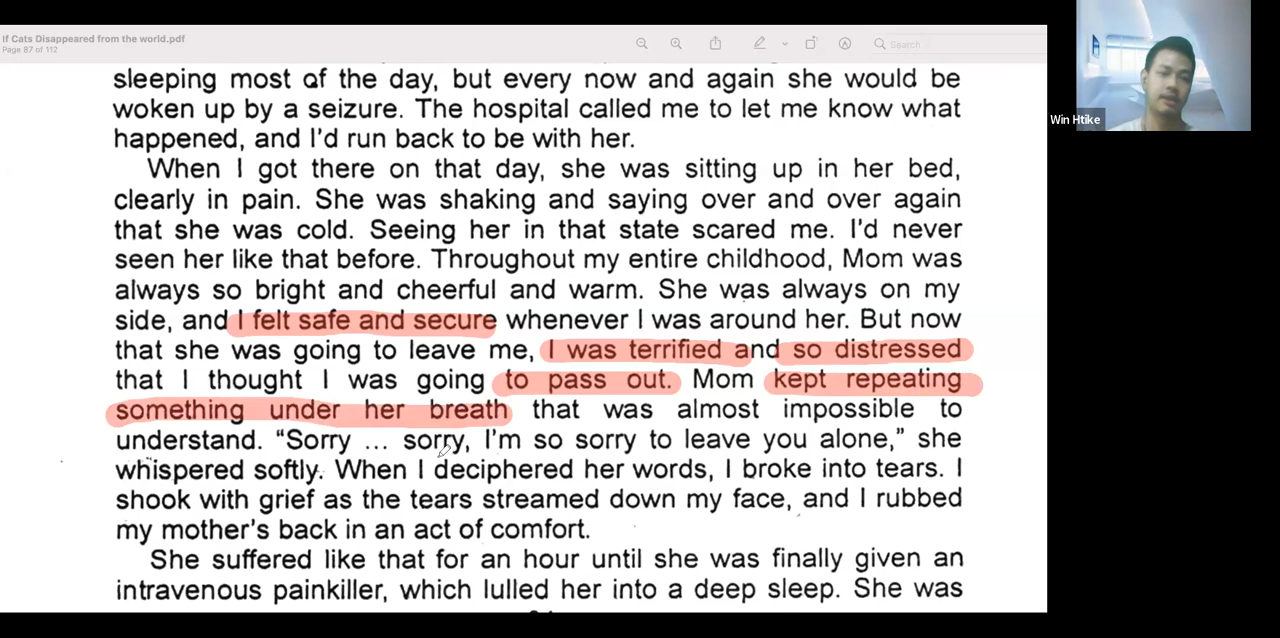 If Cats Disappeared from the world.pdf
Page 87 of 112
Search
sleeping most of the day, but every now and again she would be
woken up by a seizure. The hospital called me to let me know what
happened, and I'd run back to be with her.
When I got there on that day, she was sitting up in her bed,
clearly in pain. She was shaking and saying over and over again
that she was cold. Seeing her in that state scared me. I'd never
seen her like that before. Throughout my entire childhood, Mom was
always so bright and cheerful and warm. She was always on my
side, and I felt safe and secure whenever I was around her. But now
that she was going to leave me, I was terrified and so distressed
that I thought I was going to pass out. Mom kept repeating
something under her breath that was almost impossible to
understand. “Sorry ... sorry, I'm so sorry to leave you alone,” she
whispered softly. When I deciphered her words, I broke into tears. I
shook with grief as the tears streamed down my face, and I rubbed
my mother's back in an act of comfort.
She suffered like that for an hour until she was finally given an
intravenous painkiller, which lulled her into a deep sleep. She was
Win Htike